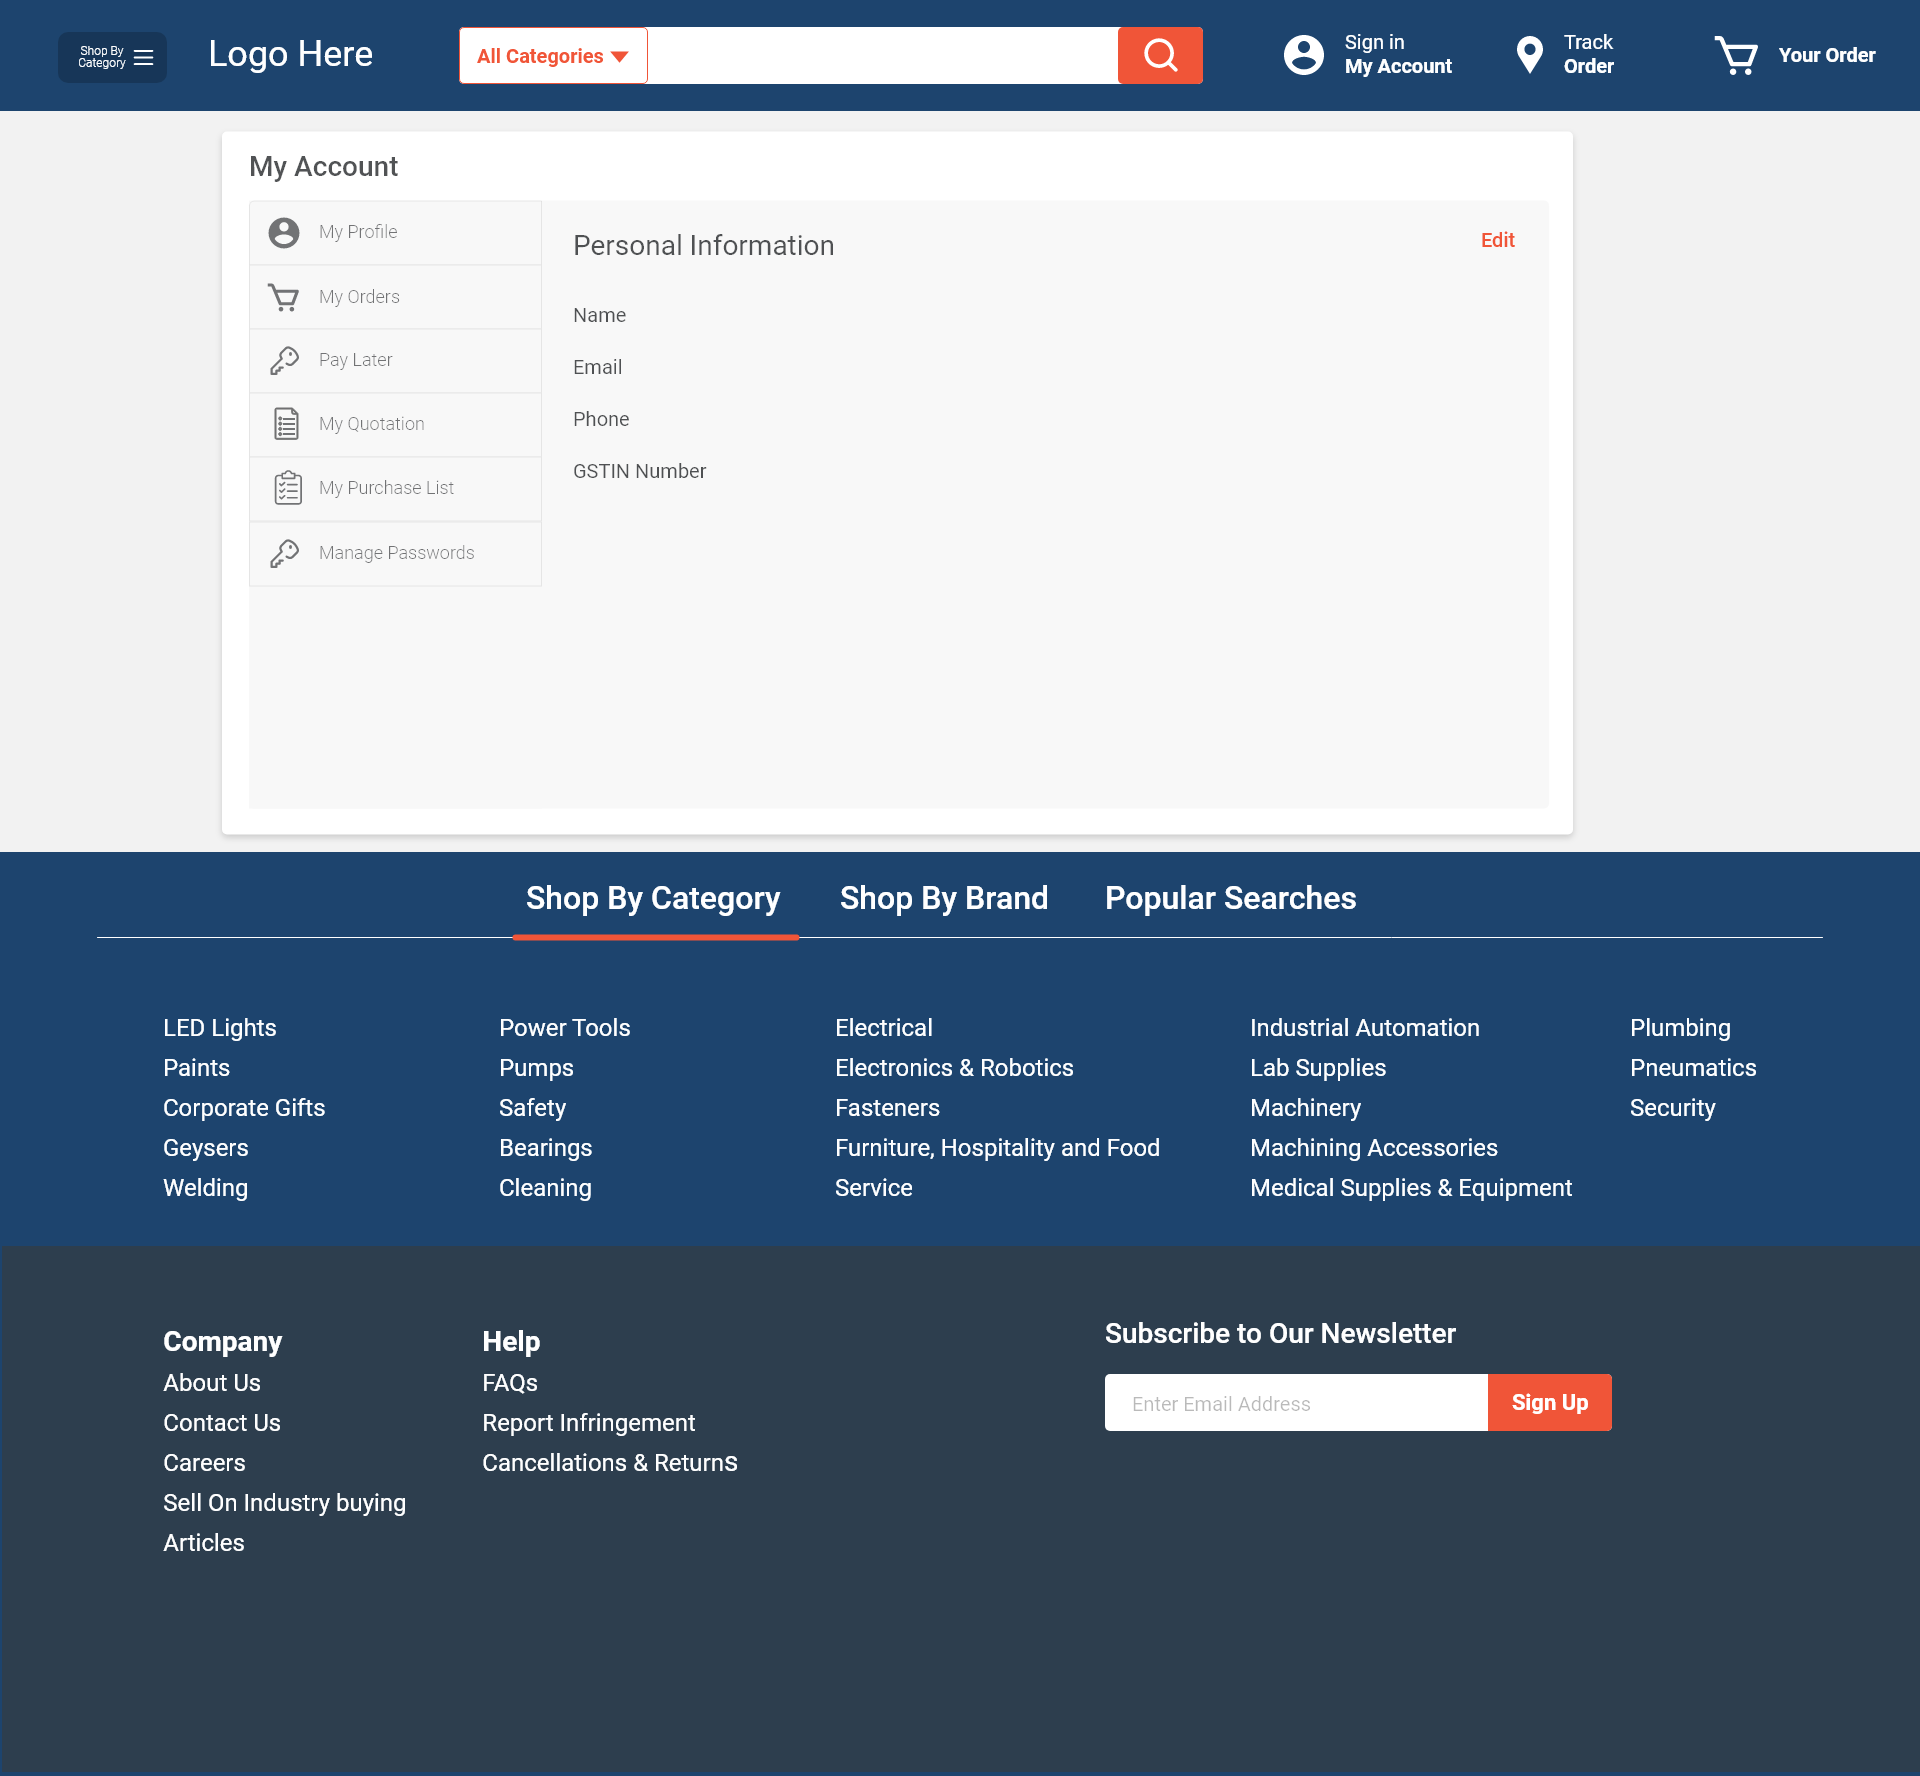 Shop By
Category
Logo Here
All Categories
Sign in
My Account
Track
Order
Your Order
My Account
My Profile
My Orders
Pay Later
My Quotation
My Purchase List
Manage Passwords
Personal Information
Edit
Name
Email
Phone
GSTIN Number
Shop By Category
Shop By Brand
Popular Searches
LED Lights
Paints
Corporate Gifts
Geysers
Welding
Power Tools
Pumps
Safety
Bearings
Cleaning
Electrical
Electronics & Robotics
Fasteners
Furniture, Hospitality and Food
Service
Industrial Automation
Lab Supplies
Machinery
Machining Accessories
Medical Supplies & Equipment
Plumbing
Pneumatics
Security
Company
About Us
Contact Us
Careers
Sell On Industry buying
Articles
Help
FAQs
Report Infringement
Cancellations & Returns
Subscribe to Our Newsletter
Enter Email Address
Sign Up